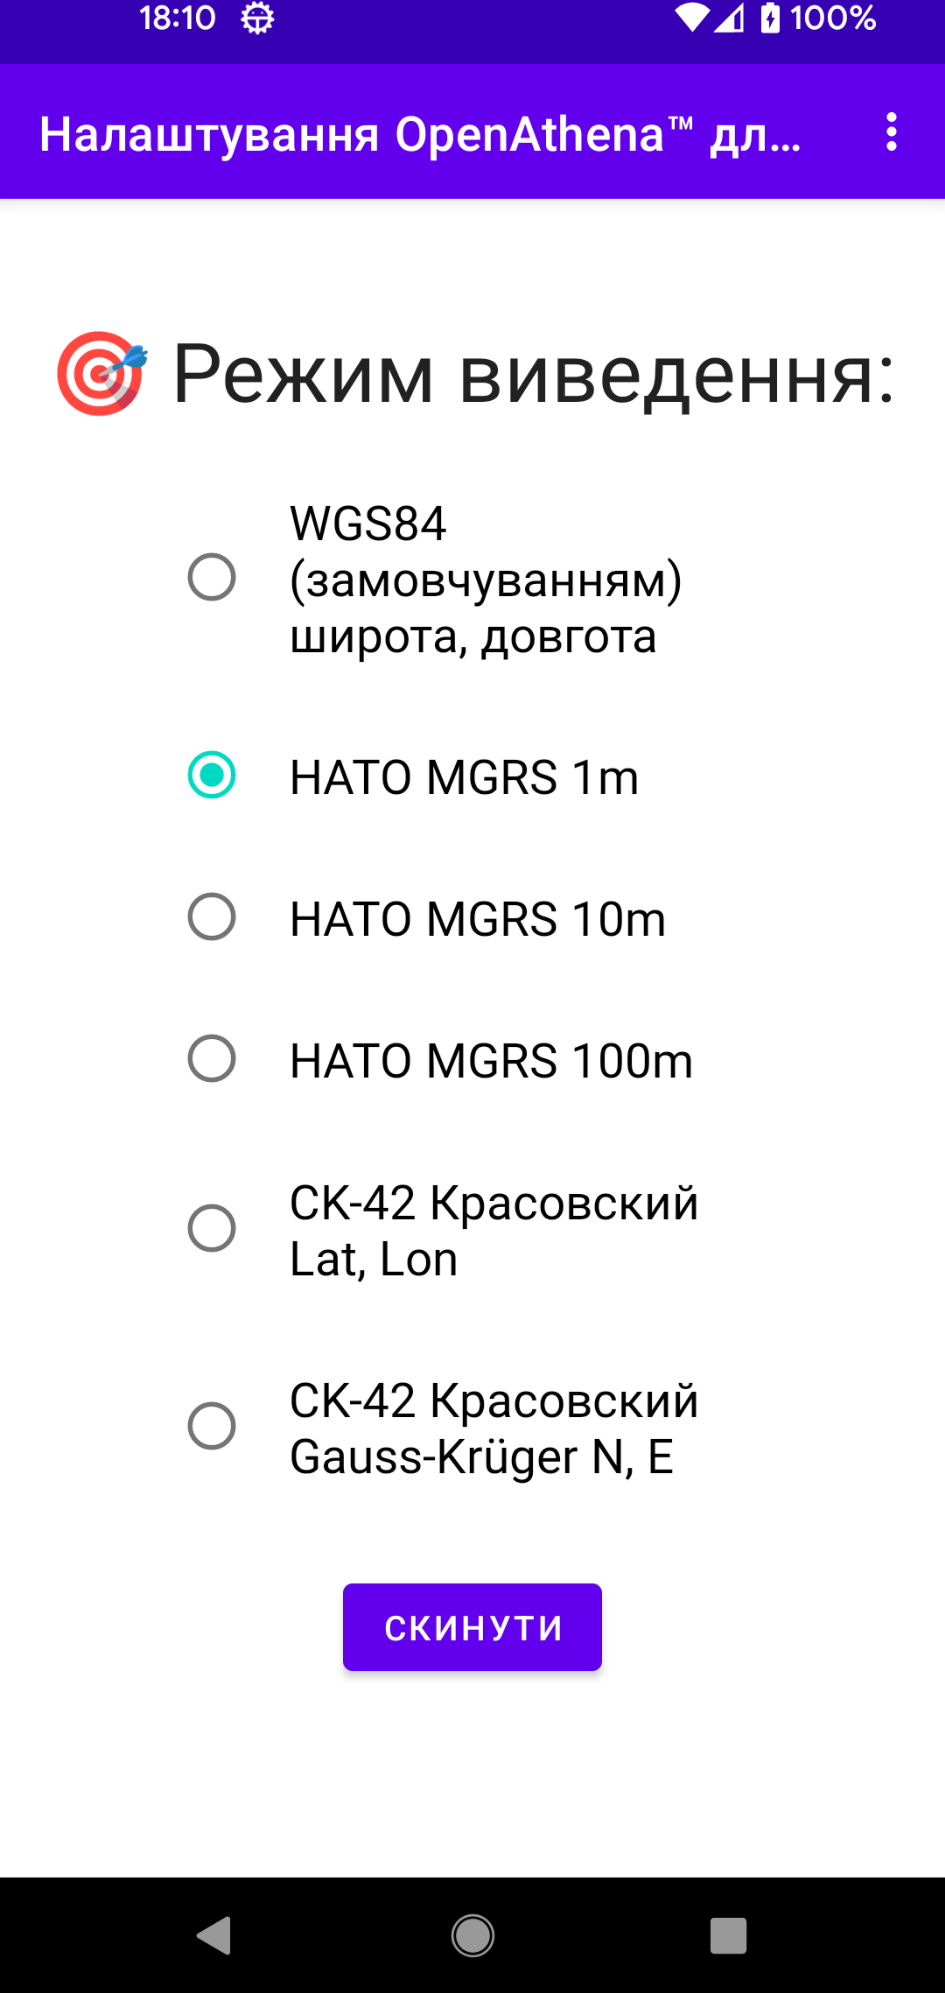 18:10
100%
Налаштування OpenAthena™ дл...
🎯 Режим виведення:
WGS84
(замовчуванням)
широта, довгота
НАТО MGRS 1m
НАТО MGRS 10m
НАТО MGRS 100m
СК-42 Красовский
Lat, Lon
СК-42 Красовский
Gauss-Krüger N, E
СКИНУТИ